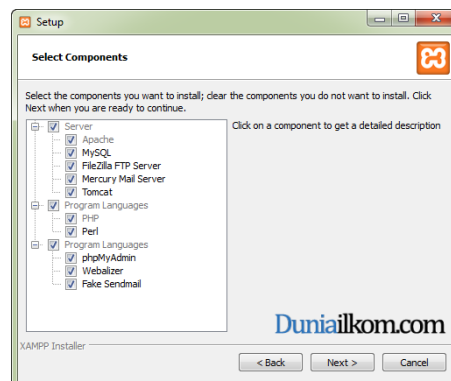 Setup
Select Components
Select the components you want to install; clear the components you do not want to install. Click
Next when you are ready to continue.
Server
Apache
MySQL
FileZilla FTP Server
Mercury Mail Server
Tomcat
Program Languages
PHP
Perl
Program Languages
phpMyAdmin
Webalizer
Fake Sendmail
Click on a component to get a detailed description
Duniailkom.com
XAMPP Installer
< Back
Next >
Cancel